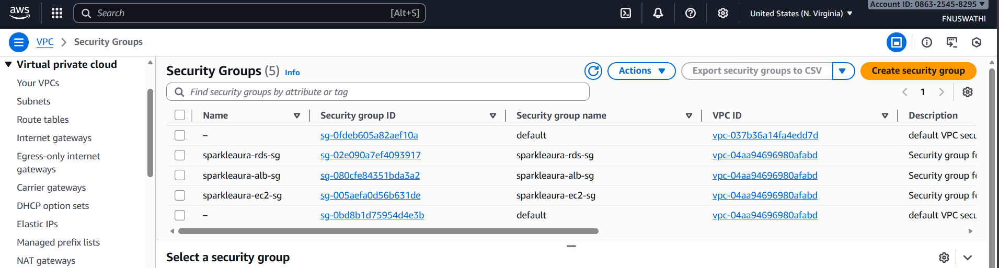 aws
Search [Alt+S]
United States (N. Virginia)
Account ID: 0863-2545-8295
FNUSWATHI
VPC > Security Groups
Virtual private cloud
Your VPCs
Subnets
Route tables
Internet gateways
Egress-only internet
gateways
Carrier gateways
DHCP option sets
Elastic IPs
Managed prefix lists
NAT gateways
Security Groups (5) Info
Actions
Export security groups to CSV
Create security group
Find security groups by attribute or tag
1
Name Security group ID Security group name VPC ID Description
– sg-0fdeb605a82aef10a default vpc-037b36a14fa4edd7d default VPC secu
sparkleaura-rds-sg sg-02e090a7ef4093917 sparkleaura-rds-sg vpc-04aa94696980afabd Security group fo
sparkleaura-alb-sg sg-080cfe84351bda3a2 sparkleaura-alb-sg vpc-04aa94696980afabd Security group fo
sparkleaura-ec2-sg sg-005aefa0d56b631de sparkleaura-ec2-sg vpc-04aa94696980afabd Security group fo
– sg-0bd8b1d75954d4e3b default vpc-04aa94696980afabd default VPC secu
Select a security group